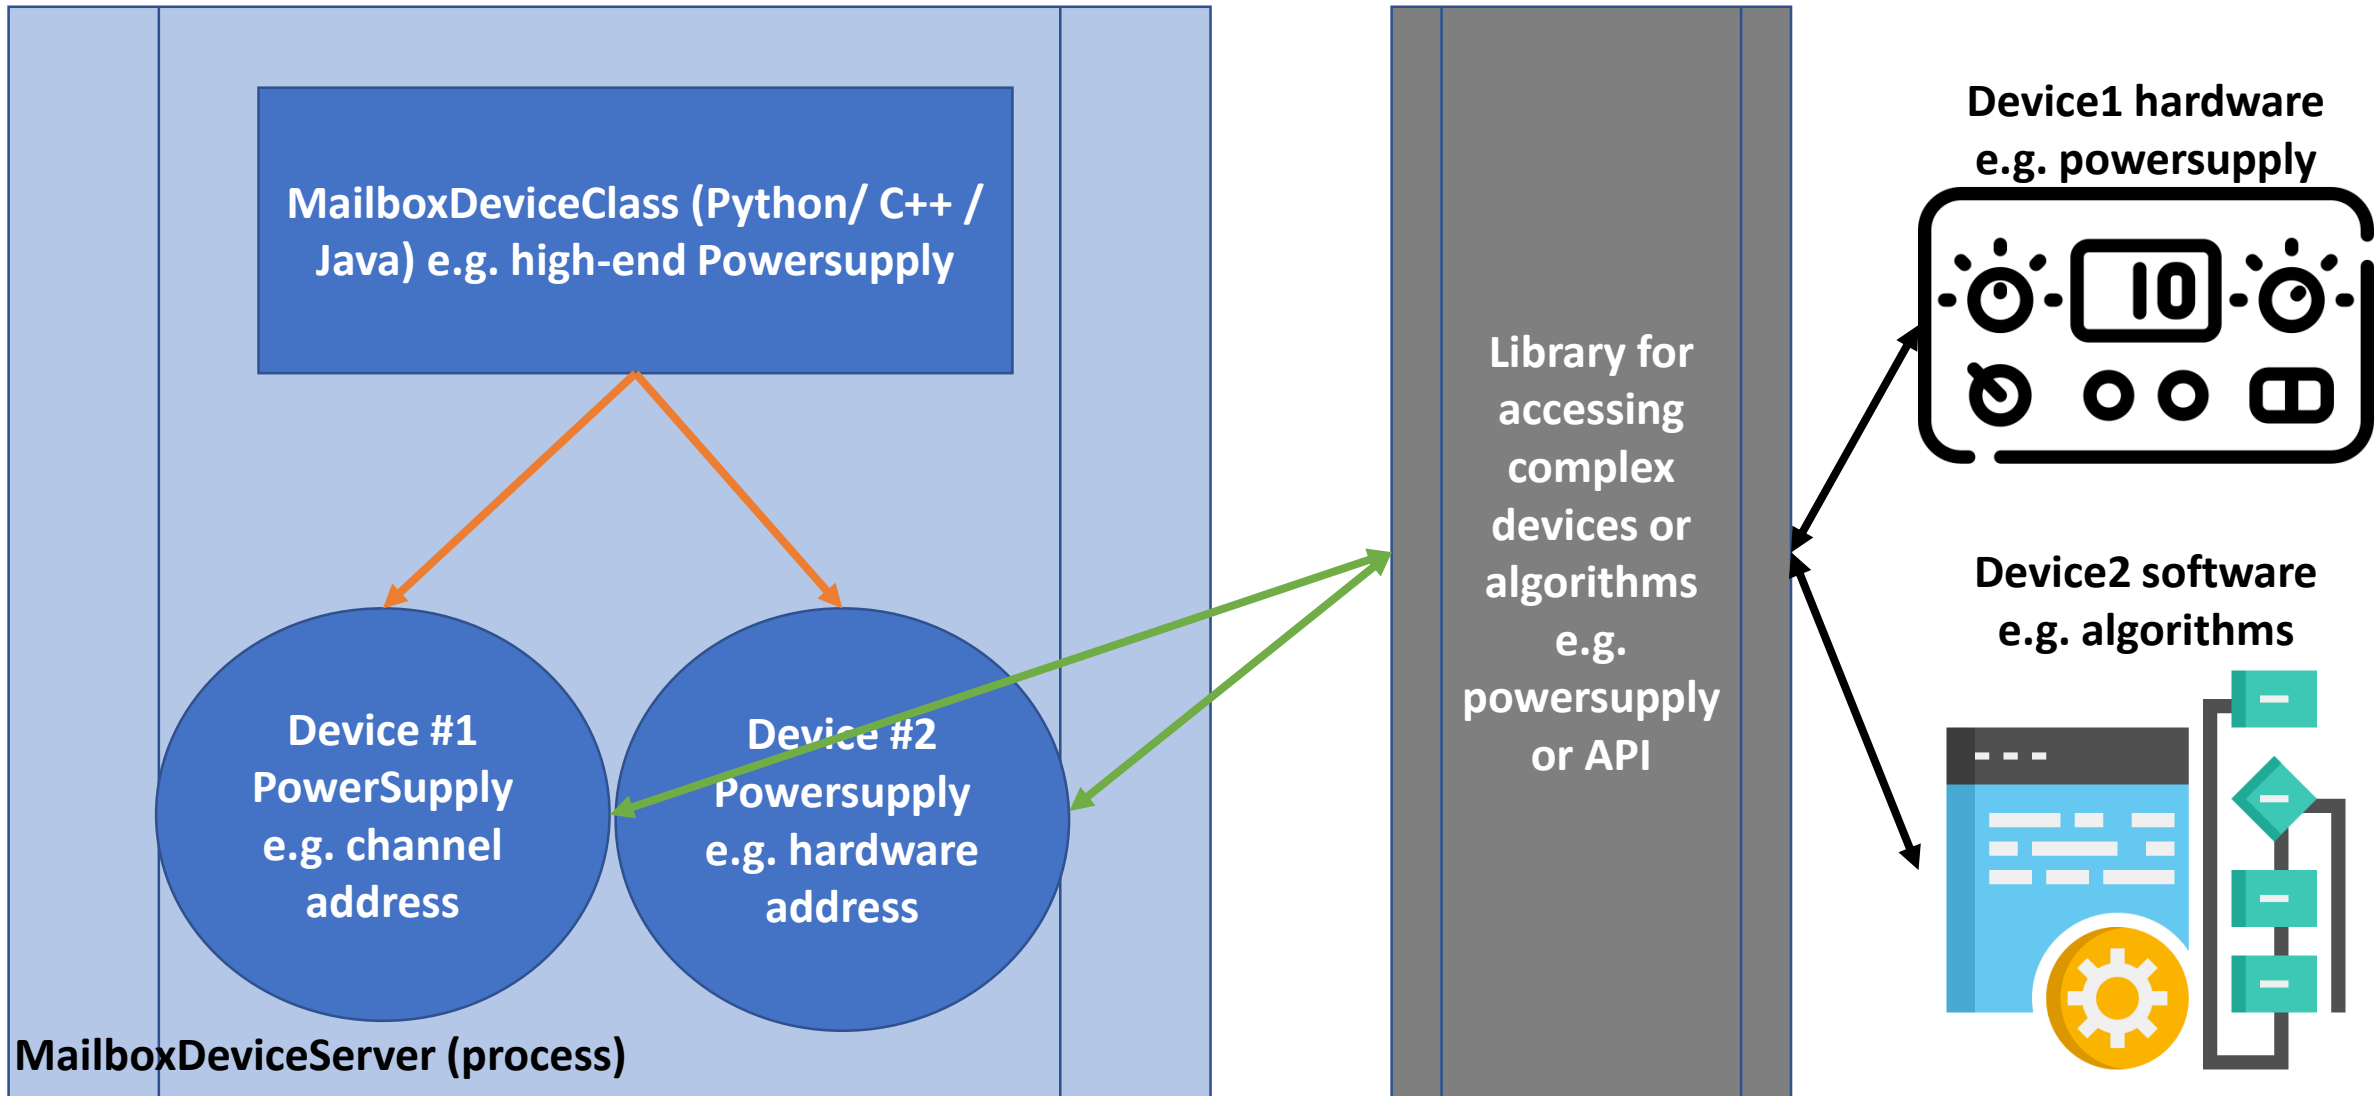 MailboxDeviceClass (Python/ C++ /
Java) e.g. high-end Powersupply
Device #1
PowerSupply
e.g. channel
address
Device #2
Powersupply
e.g. hardware
address
MailboxDeviceServer (process)
Library for
accessing
complex
devices or
algorithms
e.g.
powersupply
or API
Device1 hardware
e.g. powersupply
10
Device2 software
e.g. algorithms